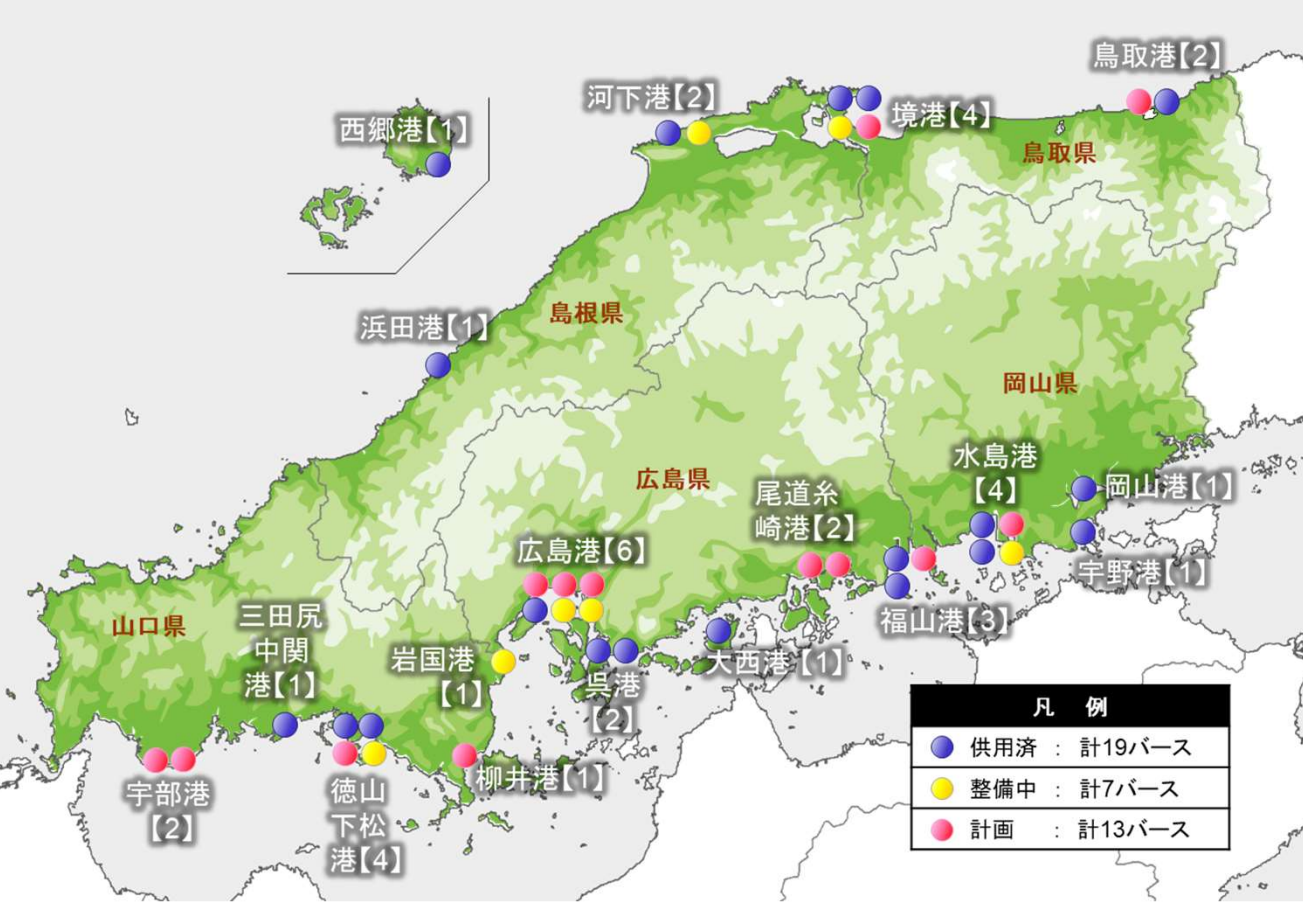 鳥取港【2】
河下港【2】
境港【4】
西郷港【1】
鳥取県
浜田港【1】
島根県
岡山県
広島県
水島港
【4】
岡山港【1】
尾道糸
崎港【2】
広島港【6】
宇野港【1】
福山港【3】
山口県
三田尻
中関
港【1】
岩国港
【1】
大西港【1】
呉港
【2】
柳井港【1】
宇部港
【2】
徳山
下松
港【4】
凡 例
供用済 : 計19バース
整備中 : 計7バース
計画 : 計13バース